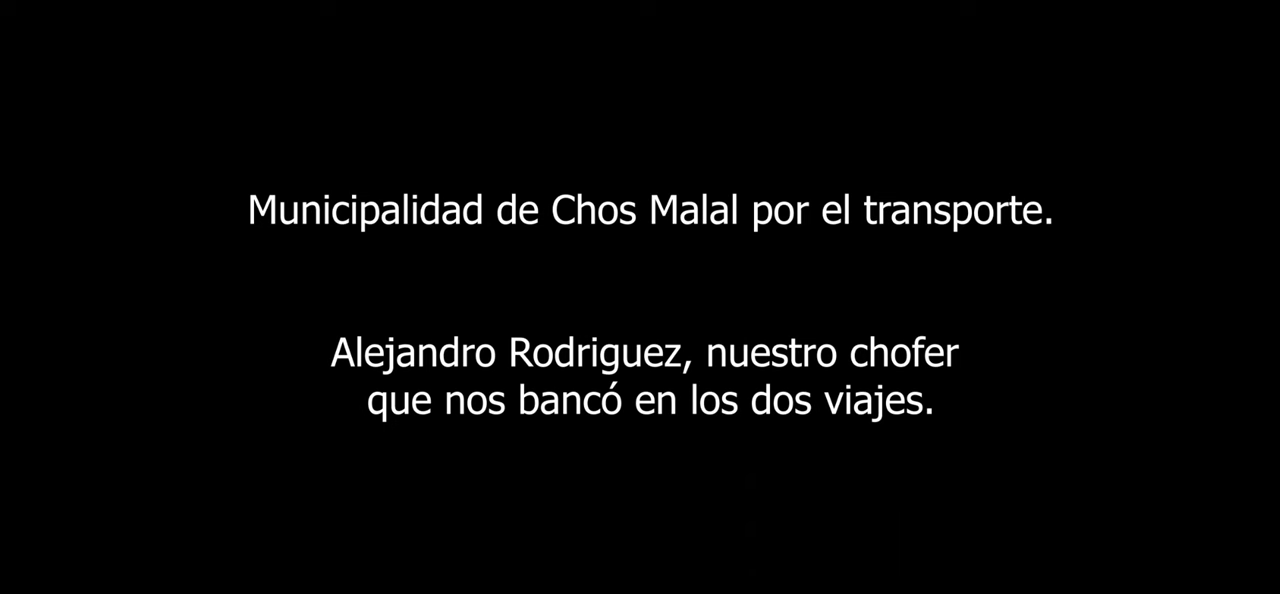 Municipalidad de Chos Malal por el transporte.
Alejandro Rodriguez, nuestro chofer
que nos bancó en los dos viajes.